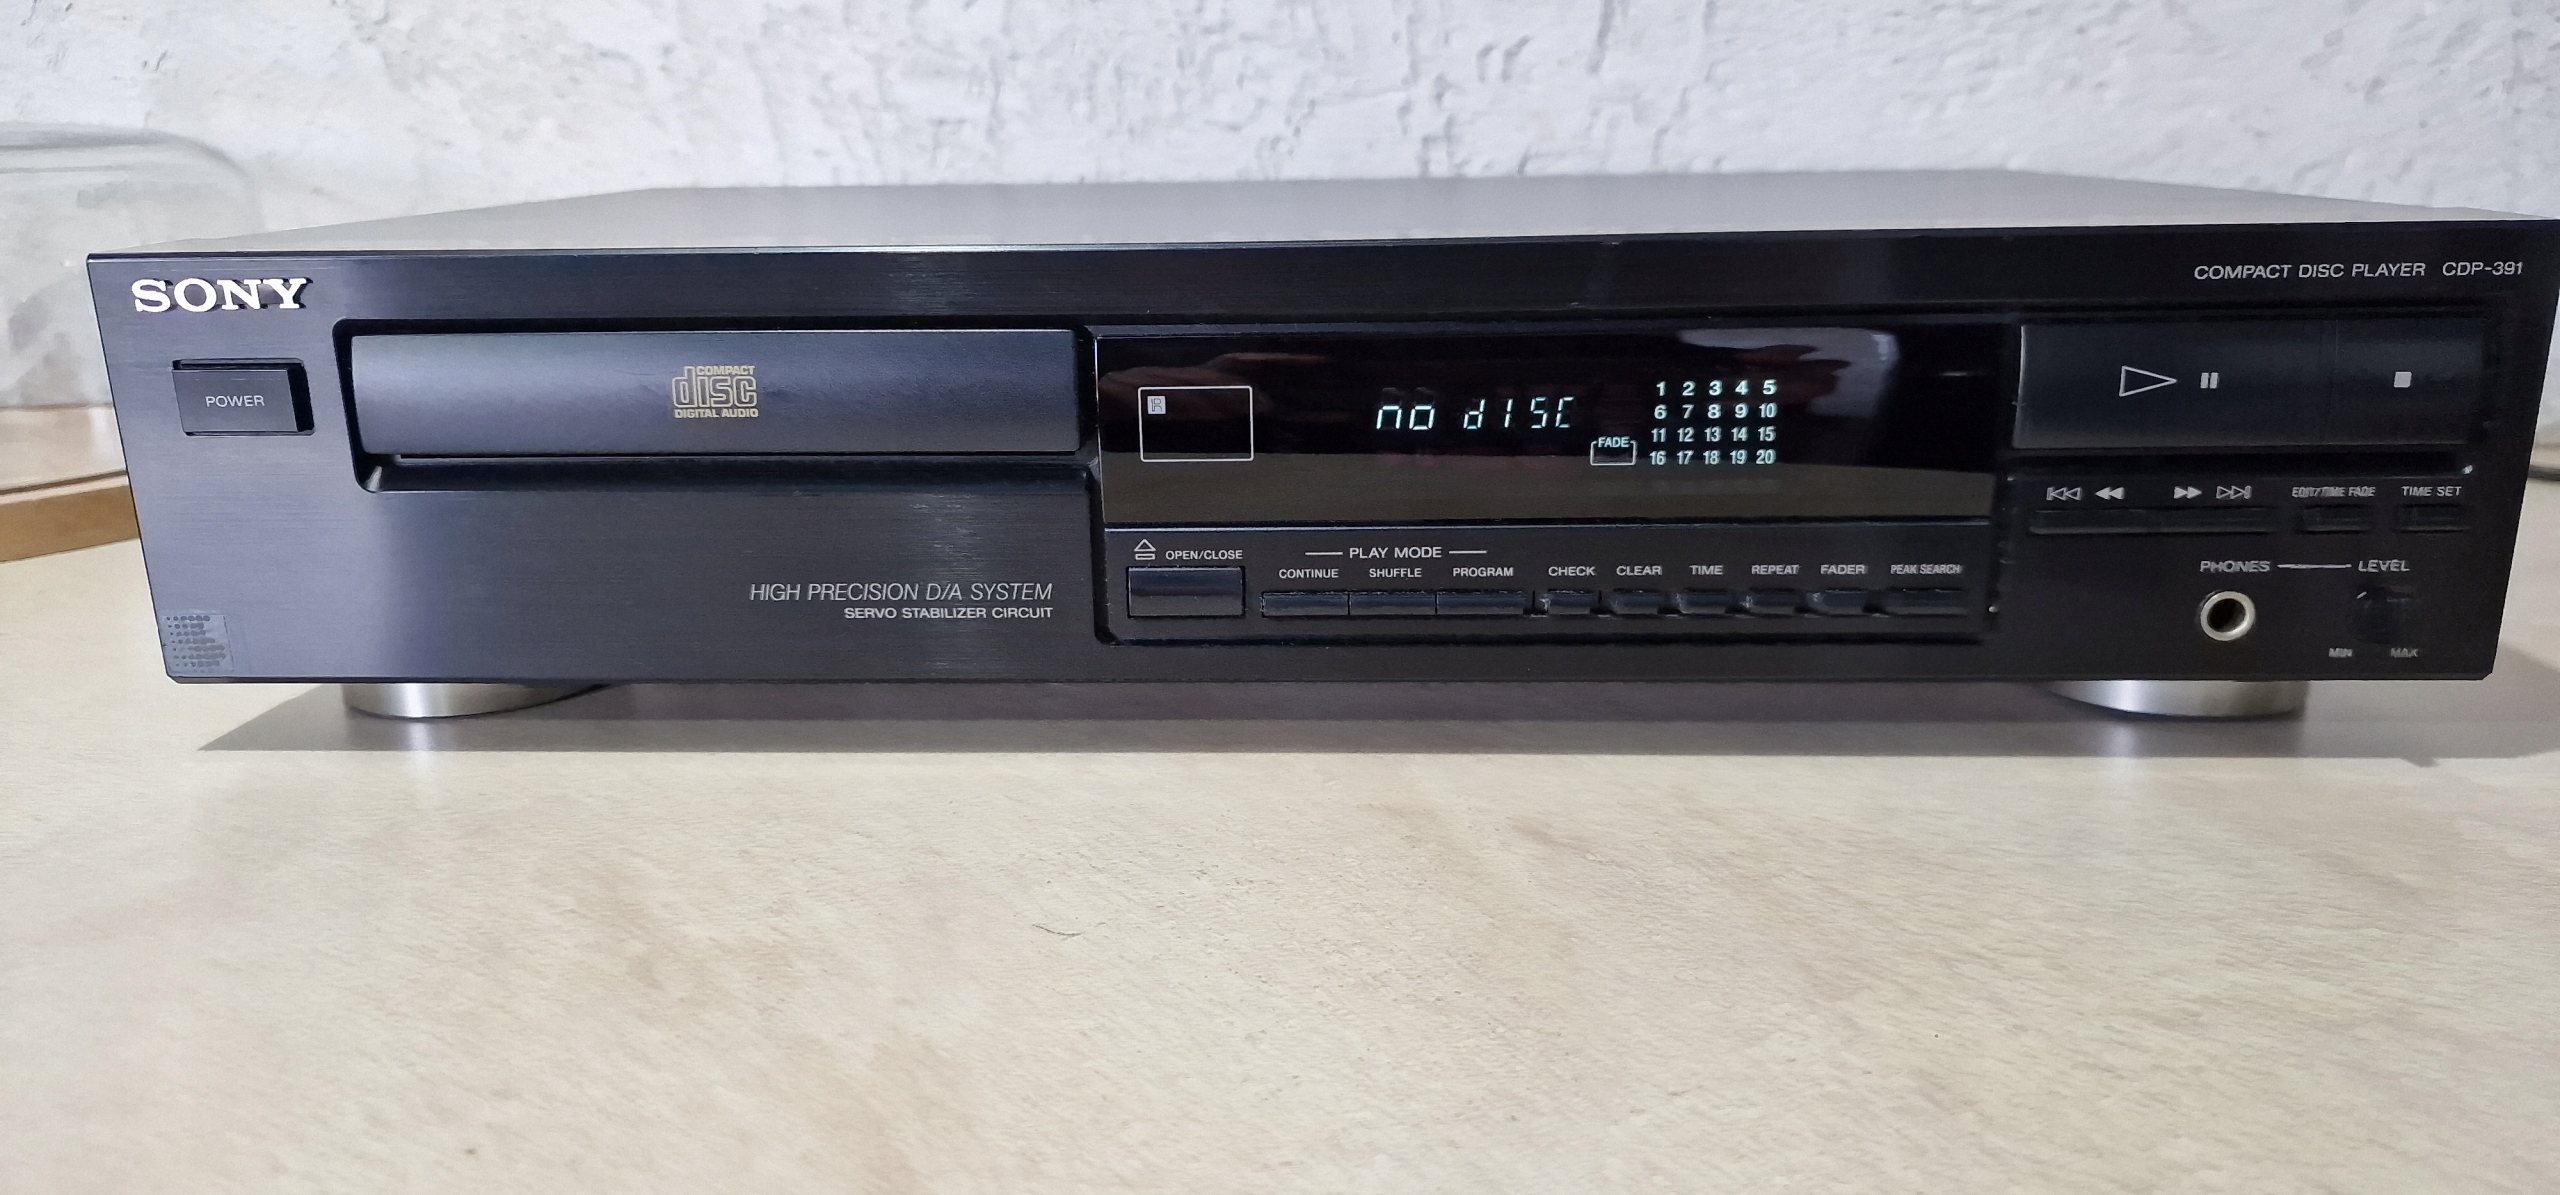 SONY
COMPACT DISC PLAYER CDP-391
POWER
COMPACT
disc
DIGITAL AUDIO
no dISC
FADE
1 2 3 4 5
6 7 8 9 10
11 12 13 14 15
16 17 18 19 20
EDIT/TIME FADE TIME SET
OPEN/CLOSE
PLAY MODE
CONTINUE SHUFFLE PROGRAM CHECK CLEAR TIME REPEAT FADER PEAK SEARCH
HIGH PRECISION D/A SYSTEM
SERVO STABILIZER CIRCUIT
PHONES LEVEL
MIN MAX